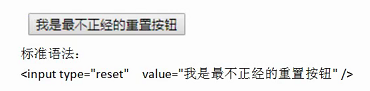 我是最不正经的重置按钮
标准语法：
<input type="reset"   value="我是最不正经的重置按钮" />